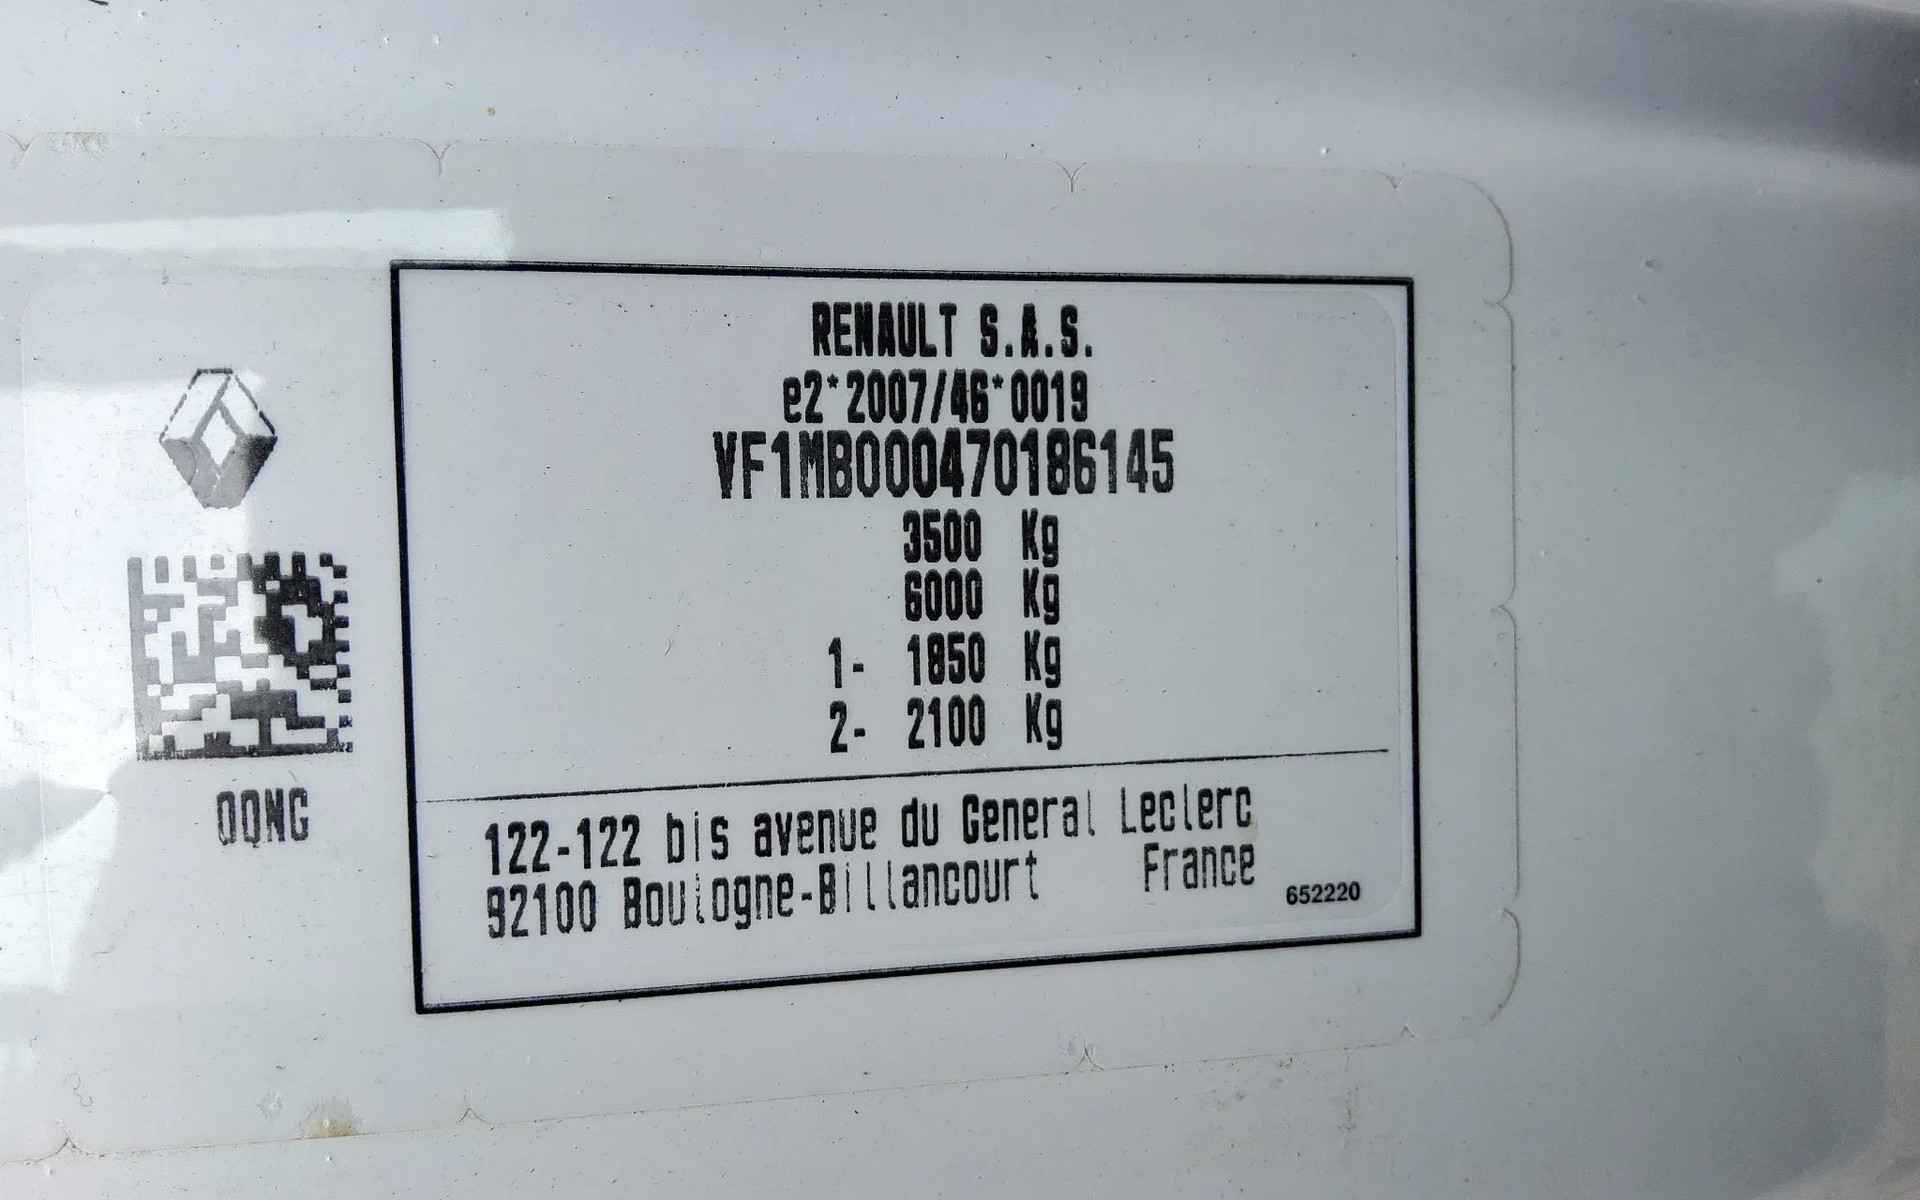 RENAULT S.A.S.
e2*2007/46*0019
VF1MB000470186145
3500 Kg
6000 Kg
1- 1850 Kg
2- 2100 Kg
OQNG
122-122 bis avenue du General Leclerc
92100 Boulogne-Billancourt France
652220